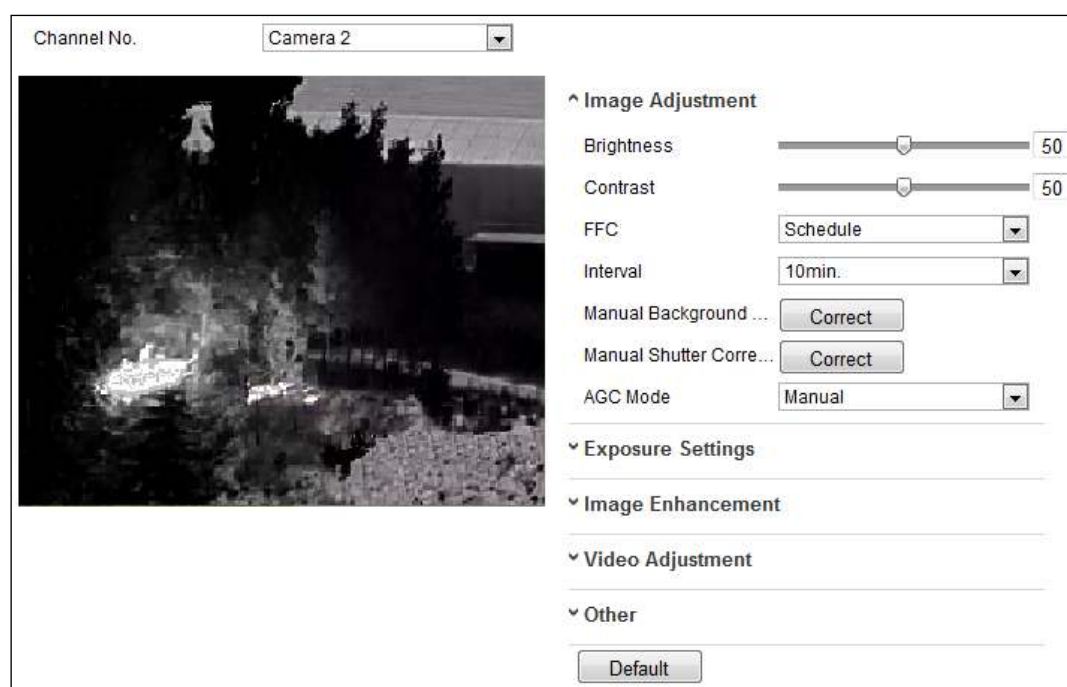 Channel No. Camera 2
Image Adjustment
Brightness 50
Contrast 50
FFC Schedule
Interval 10min.
Manual Background ... Correct
Manual Shutter Corre... Correct
AGC Mode Manual
Exposure Settings
Image Enhancement
Video Adjustment
Other
Default